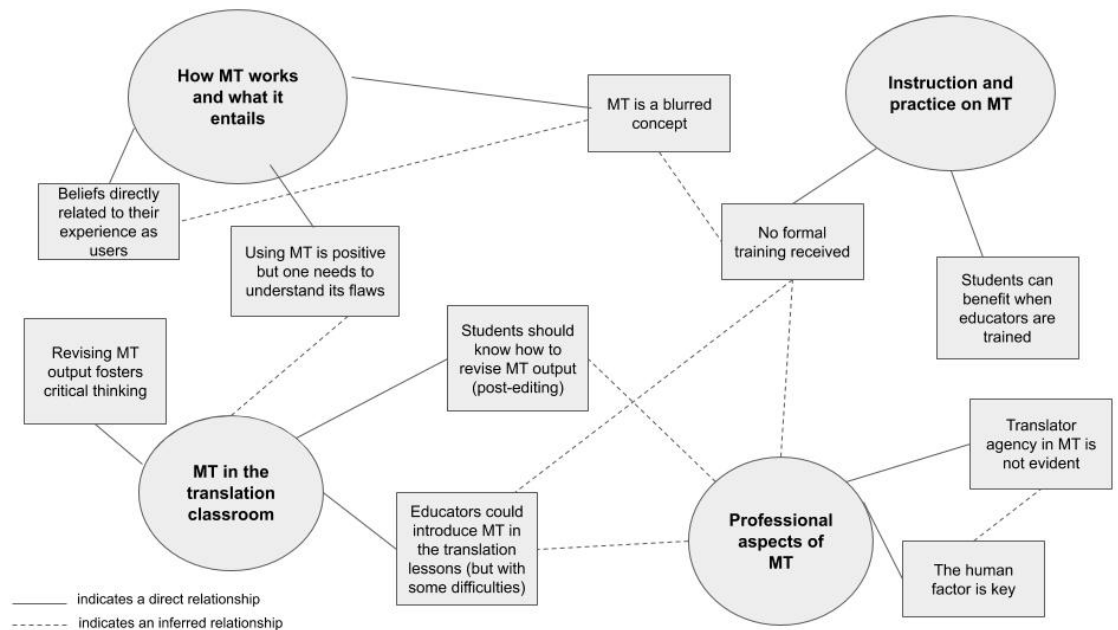 How MT works
and what it
entails
MT is a blurred
concept
Instruction and
practice on MT
Beliefs directly
related to their
experience as
users
Using MT is positive
but one needs to
understand its flaws
No formal
training received
Students can
benefit when
educators are
trained
Revising MT
output fosters
critical thinking
Students should
know how to
revise MT output
(post-editing)
MT in the
translation
classroom
Educators could
introduce MT in
the translation
lessons (but with
some difficulties)
Professional
aspects of
MT
Translator
agency in MT is
not evident
The human
factor is key
indicates a direct relationship
indicates an inferred relationship